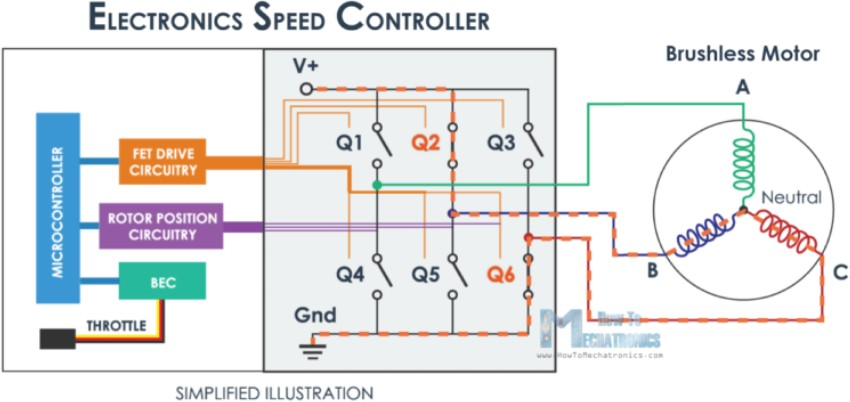 ELECTRONICS SPEED CONTROLLER
V+
Brushless Motor
A
Q1
Q2
Q3
MICROCONTROLLER
FET DRIVE
CIRCUITRY
Neutral
ROTOR POSITION
CIRCUITRY
B
C
Q4
Q5
Q6
BEC
THROTTLE
Gnd
How To
MECHATRONICS
www.HowToMechatronics.com
SIMPLIFIED ILLUSTRATION